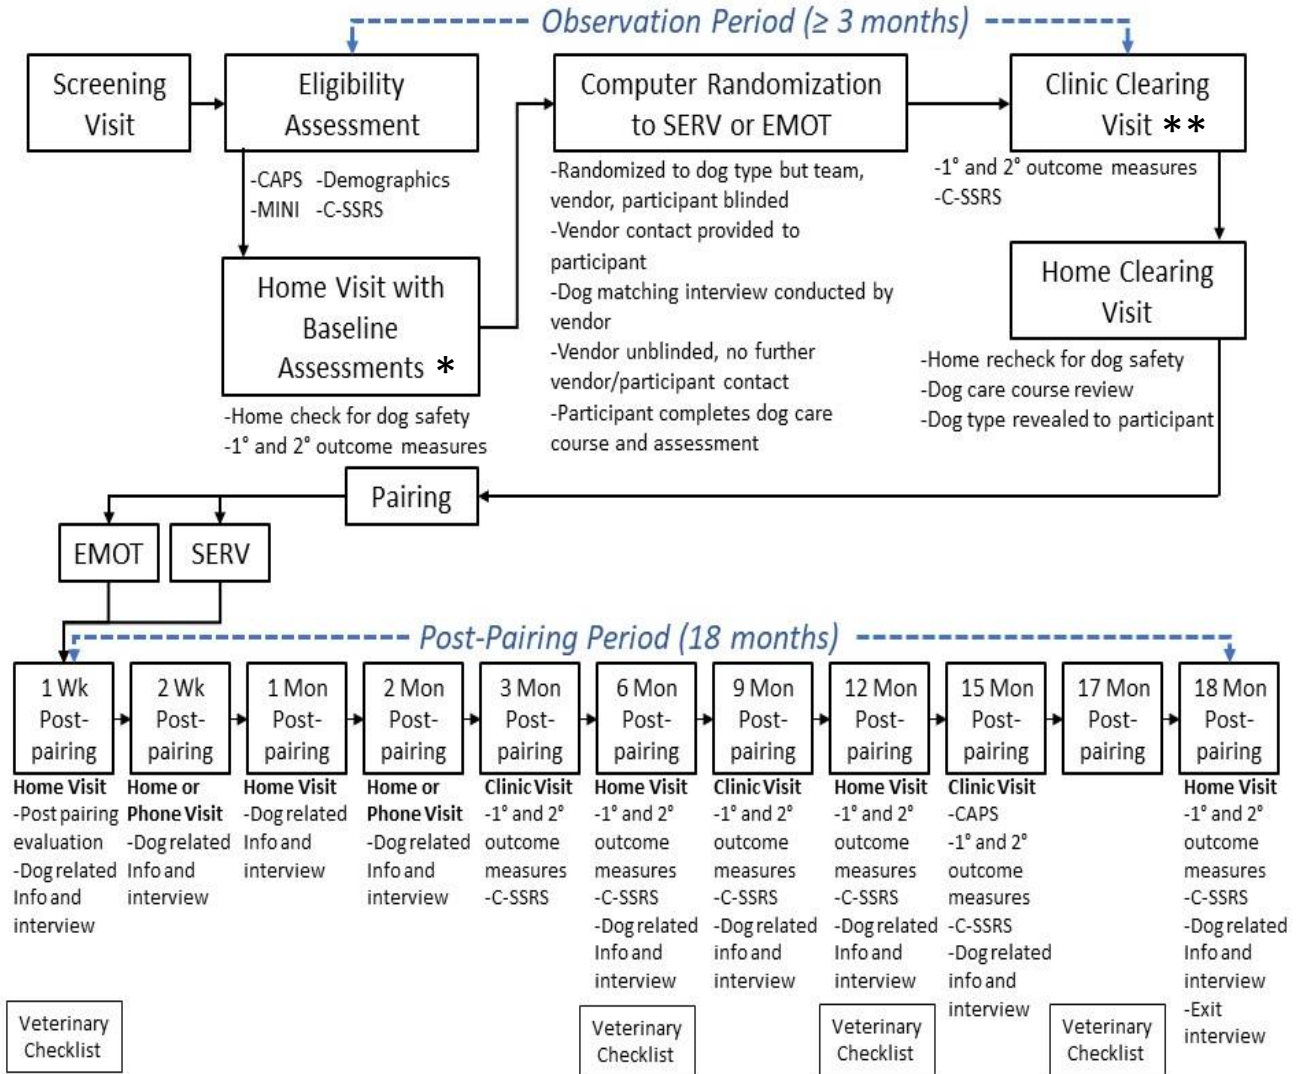 Observation Period (≥ 3 months)
Screening
Visit
Eligibility
Assessment
-CAPS -Demographics
-MINI -C-SSRS
Home Visit with
Baseline
Assessments *
-Home check for dog safety
-1° and 2° outcome measures
Computer Randomization
to SERV or EMOT
-Randomized to dog type but team,
vendor, participant blinded
-Vendor contact provided to
participant
-Dog matching interview conducted by
vendor
-Vendor unblinded, no further
vendor/participant contact
-Participant completes dog care
course and assessment
Clinic Clearing
Visit **
-1° and 2° outcome measures
-C-SSRS
Home Clearing
Visit
-Home recheck for dog safety
-Dog care course review
-Dog type revealed to participant
Pairing
EMOT
SERV
Post-Pairing Period (18 months)
1 Wk
Post-
pairing
Home Visit
-Post pairing
evaluation
-Dog related
Info and
interview
Veterinary
Checklist
2 Wk
Post-
pairing
Home or
Phone Visit
-Dog related
Info and
interview
1 Mon
Post-
pairing
Home Visit
-Dog related
Info and
interview
2 Mon
Post-
pairing
Home or
Phone Visit
-Dog related
Info and
interview
3 Mon
Post-
pairing
Clinic Visit
-1° and 2°
outcome
measures
-C-SSRS
6 Mon
Post-
pairing
Home Visit
-1° and 2°
outcome
measures
-C-SSRS
-Dog related
Info and
interview
Veterinary
Checklist
9 Mon
Post-
pairing
Clinic Visit
-1° and 2°
outcome
measures
-C-SSRS
-Dog related
info and
interview
12 Mon
Post-
pairing
Home Visit
-1° and 2°
outcome
measures
-C-SSRS
-Dog related
Info and
interview
Veterinary
Checklist
15 Mon
Post-
pairing
Clinic Visit
-CAPS
-1° and 2°
outcome
measures
-C-SSRS
-Dog related
info and
interview
17 Mon
Post-
pairing
Veterinary
Checklist
18 Mon
Post-
pairing
Home Visit
-1° and 2°
outcome
measures
-C-SSRS
-Dog related
Info and
interview
-Exit
interview